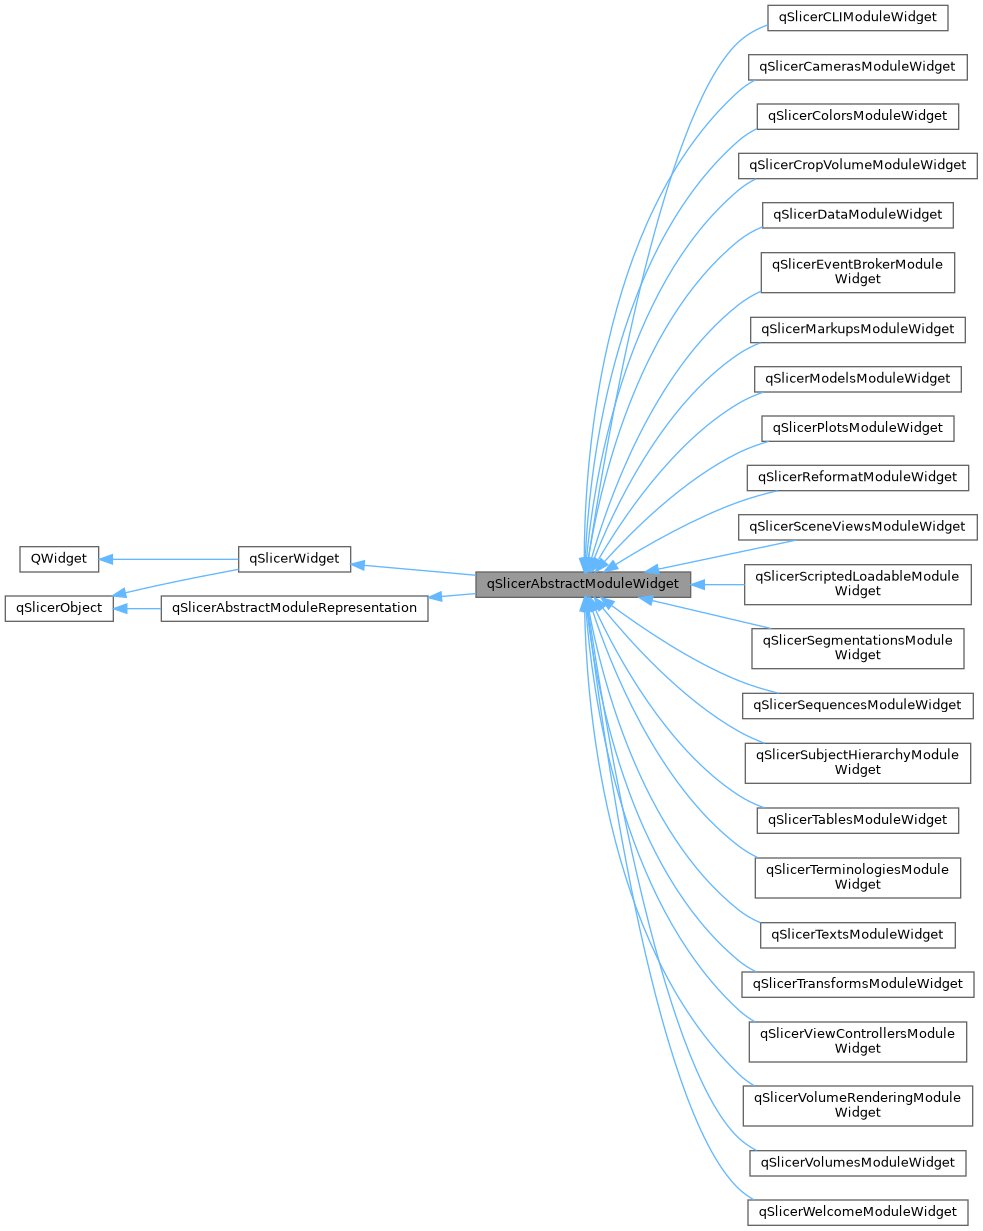 QWidget
qSlicerObject
qSlicerWidget
qSlicerAbstractModuleRepresentation
qSlicerAbstractModuleWidget
qSlicerCLIModuleWidget
qSlicerCamerasModuleWidget
qSlicerColorsModuleWidget
qSlicerCropVolumeModuleWidget
qSlicerDataModuleWidget
qSlicerEventBrokerModule
Widget
qSlicerMarkupsModuleWidget
qSlicerModelsModuleWidget
qSlicerPlotsModuleWidget
qSlicerReformatModuleWidget
qSlicerSceneViewsModuleWidget
qSlicerScriptedLoadableModule
Widget
qSlicerSegmentationsModule
Widget
qSlicerSequencesModuleWidget
qSlicerSubjectHierarchyModule
Widget
qSlicerTablesModuleWidget
qSlicerTerminologiesModule
Widget
qSlicerTextsModuleWidget
qSlicerTransformsModuleWidget
qSlicerViewControllersModule
Widget
qSlicerVolumeRenderingModule
Widget
qSlicerVolumesModuleWidget
qSlicerWelcomeModuleWidget